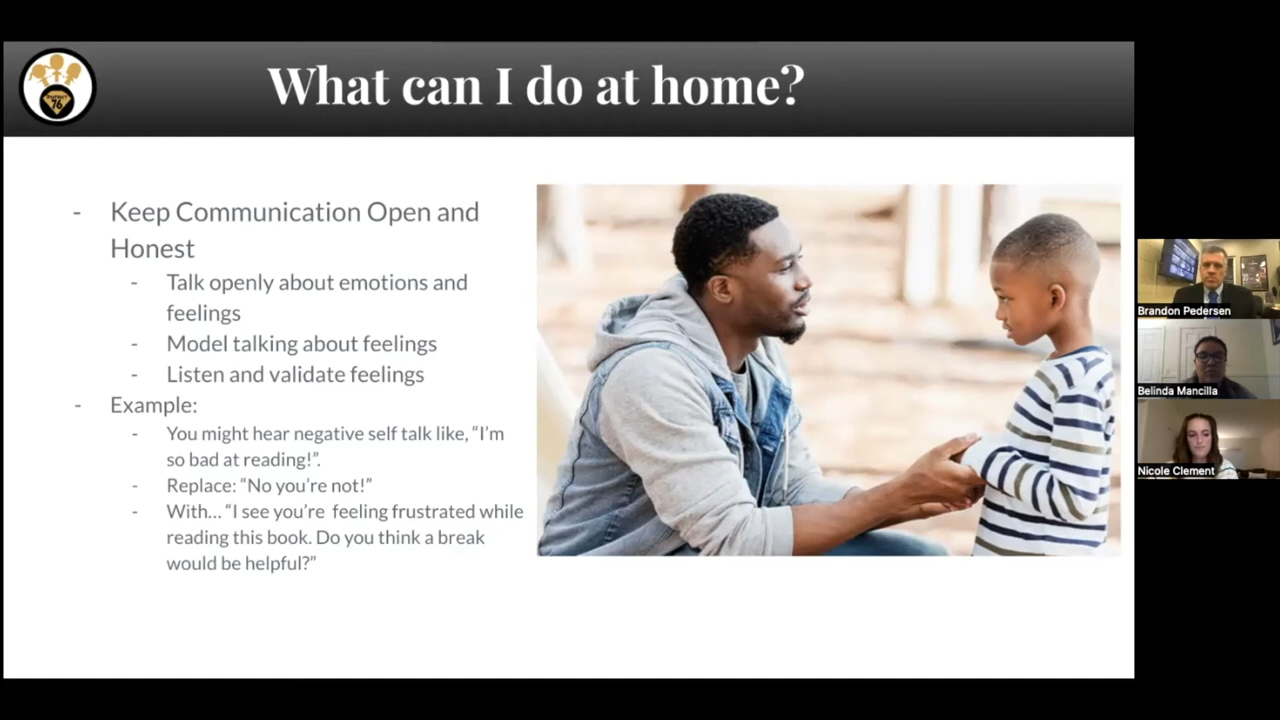 What can I do at home?
DISTRICT
76
- Keep Communication Open and
Honest
- Talk openly about emotions and
feelings
- Model talking about feelings
- Listen and validate feelings
- Example:
- You might hear negative self talk like, “I’m
so bad at reading!”.
- Replace: “No you’re not!”
- With... “I see you’re  feeling frustrated while
reading this book. Do you think a break
would be helpful?”
Brandon Pedersen
Belinda Mancilla
Nicole Clement